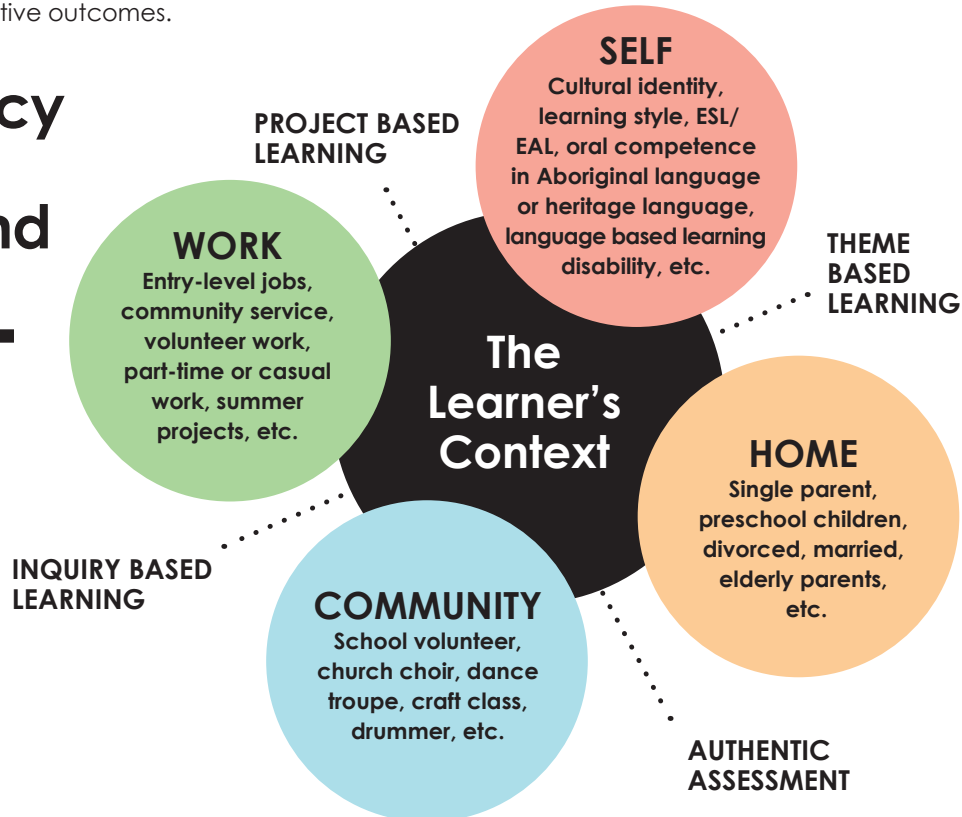 tive outcomes.
cy
nd
PROJECT BASED
LEARNING
SELF
Cultural identity,
learning style, ESL/
EAL, oral competence
in Aboriginal language
or heritage language,
language based learning
disability, etc.
WORK
Entry-level jobs,
community service,
volunteer work,
part-time or casual
work, summer
projects, etc.
THEME
BASED
LEARNING
The
Learner's
Context
HOME
Single parent,
preschool children,
divorced, married,
elderly parents,
etc.
INQUIRY BASED
LEARNING
COMMUNITY
School volunteer,
church choir, dance
troupe, craft class,
drummer, etc.
AUTHENTIC
ASSESSMENT